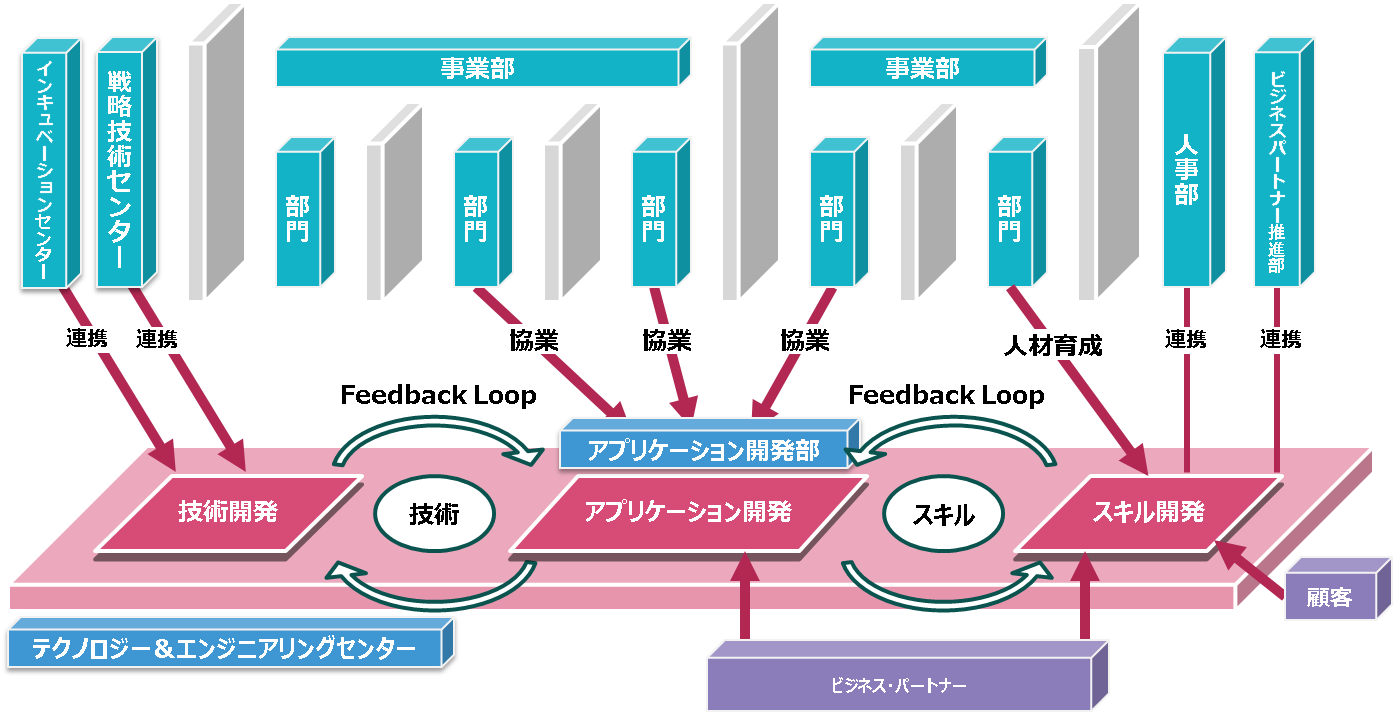 インキュベーションセンター
戦略技術センター
事業部
事業部
部門
部門
部門
部門
部門
人事部
ビジネスパートナー推進部
連携
連携
協業
協業
協業
人材育成
連携
連携
Feedback Loop
Feedback Loop
アプリケーション開発部
技術開発
技術
アプリケーション開発
スキル
スキル開発
顧客
テクノロジー＆エンジニアリングセンター
ビジネス・パートナー